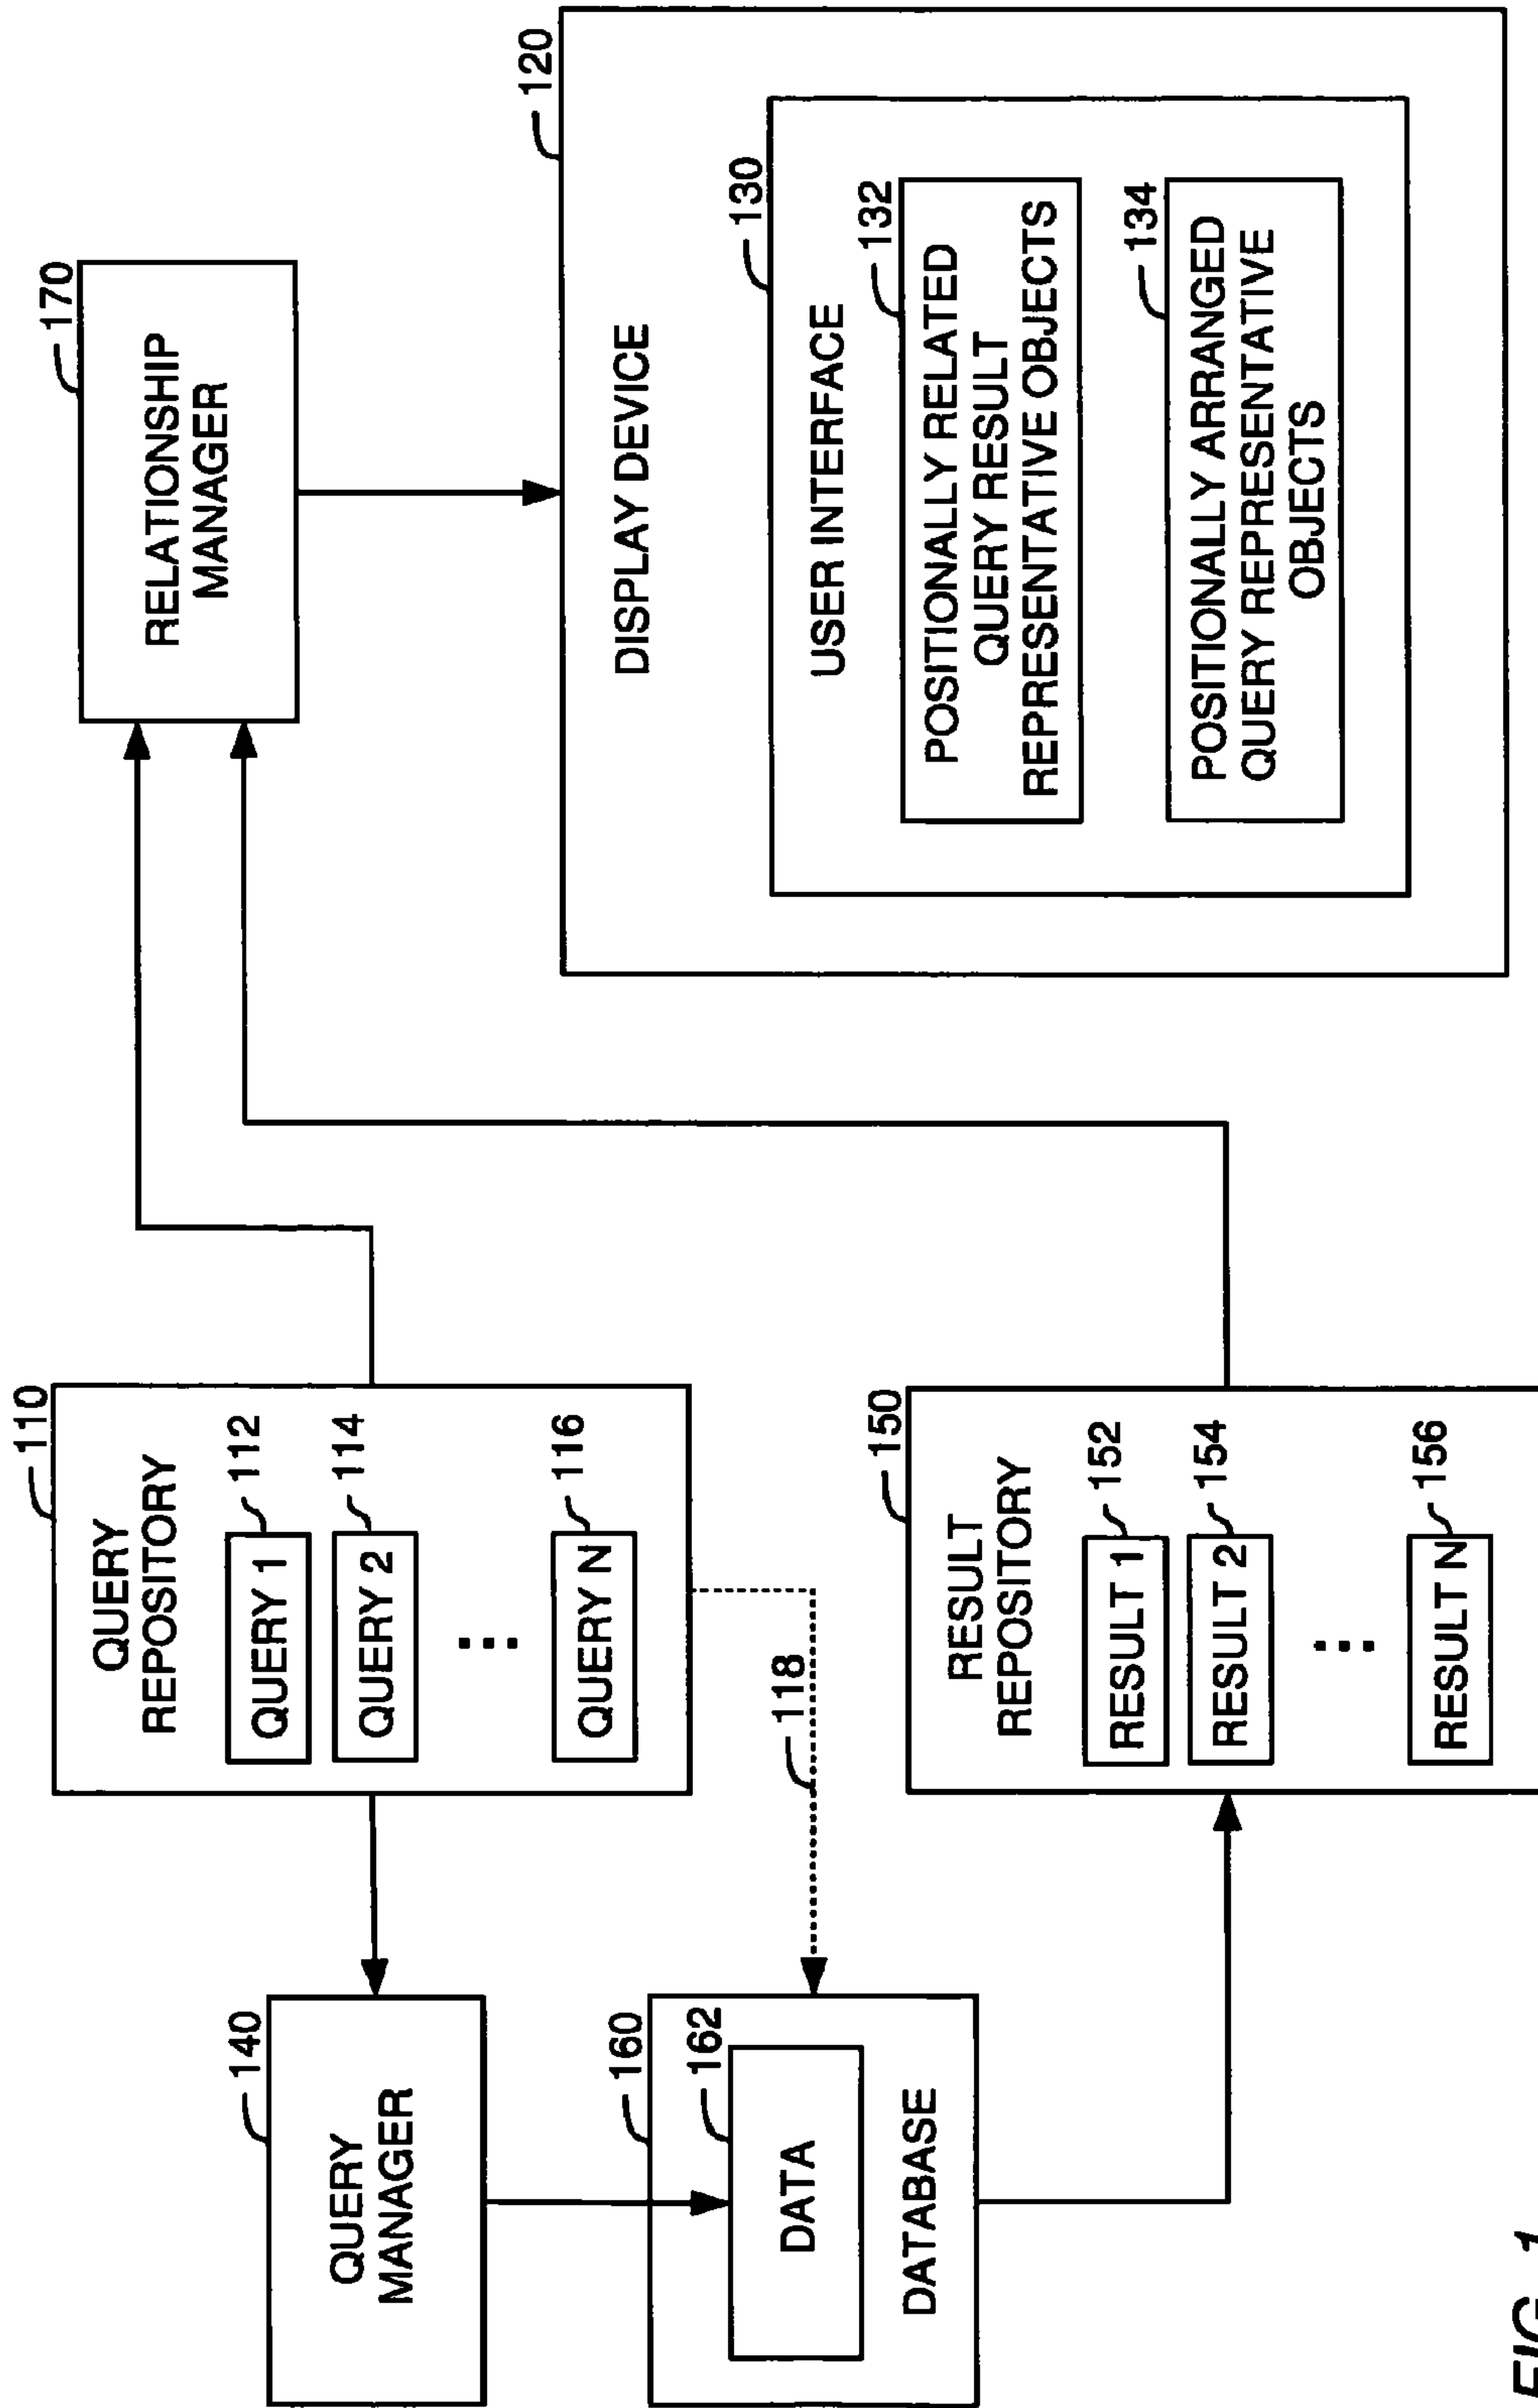 110
QUERY
REPOSITORY
QUERY 1
112
QUERY 2
114
...
QUERY N
116
170
RELATIONSHIP
MANAGER
140
QUERY
MANAGER
118
160
162
DATA
DATABASE
150
RESULT
REPOSITORY
RESULT 1
152
RESULT 2
154
...
RESULT N
156
120
DISPLAY DEVICE
130
USER INTERFACE
132
POSITIONALLY RELATED
QUERY RESULT
REPRESENTATIVE OBJECTS
134
POSITIONALLY ARRANGED
QUERY REPRESENTATIVE
OBJECTS
FIG. 1